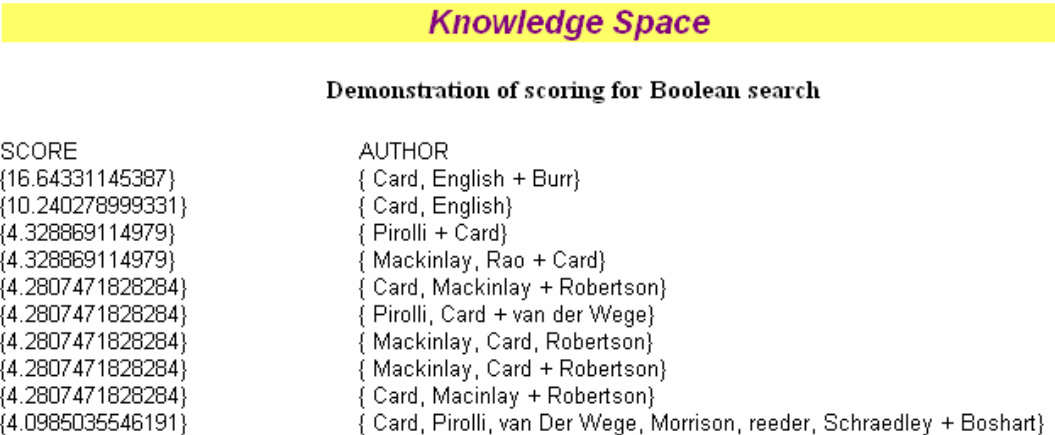 Knowledge Space
Demonstration of scoring for Boolean search
SCORE AUTHOR
{16.64331145387} { Card, English + Burr}
{10.240278999331} { Card, English}
{4.328869114979} { Pirolli + Card}
{4.328869114979} { Mackinlay, Rao + Card}
{4.2807471828284} { Card, Mackinlay + Robertson}
{4.2807471828284} { Pirolli, Card + van der Wege}
{4.2807471828284} { Mackinlay, Card, Robertson}
{4.2807471828284} { Mackinlay, Card + Robertson}
{4.2807471828284} { Card, Macinlay + Robertson}
{4.0985035546191} { Card, Pirolli, van Der Wege, Morrison, reeder, Schraedley + Boshart}